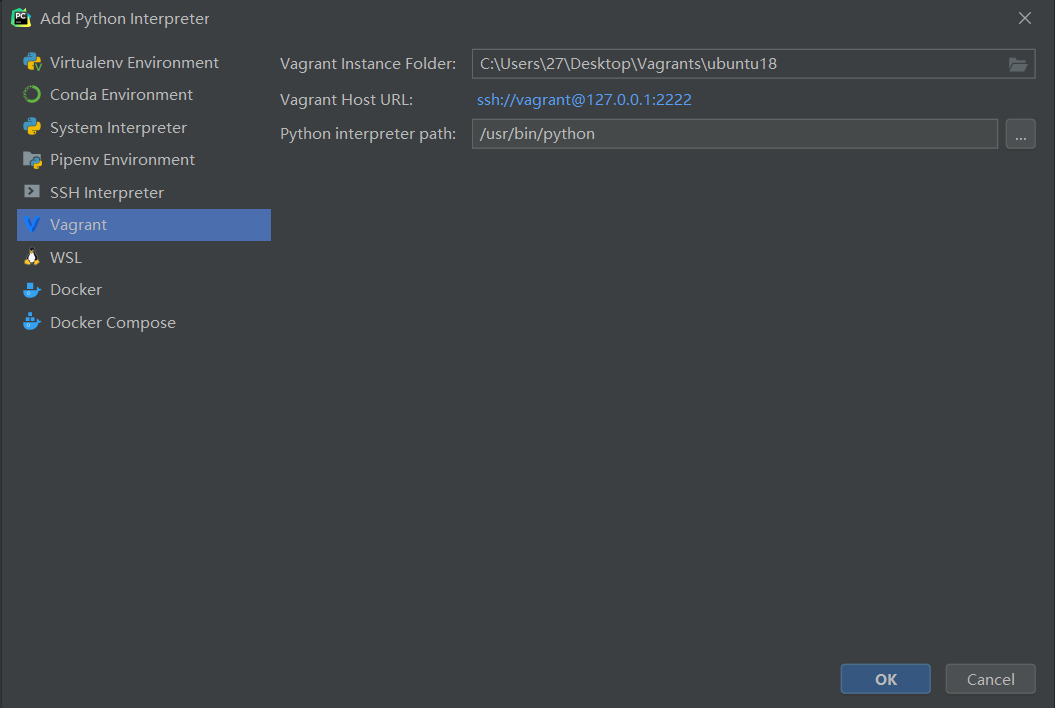 Add Python Interpreter
Virtualenv Environment
Conda Environment
System Interpreter
Pipenv Environment
SSH Interpreter
Vagrant
WSL
Docker
Docker Compose
Vagrant Instance Folder: C:\Users\27\Desktop\Vagrants\ubuntu18
Vagrant Host URL: ssh://vagrant@127.0.0.1:2222
Python interpreter path: /usr/bin/python ...
OK Cancel